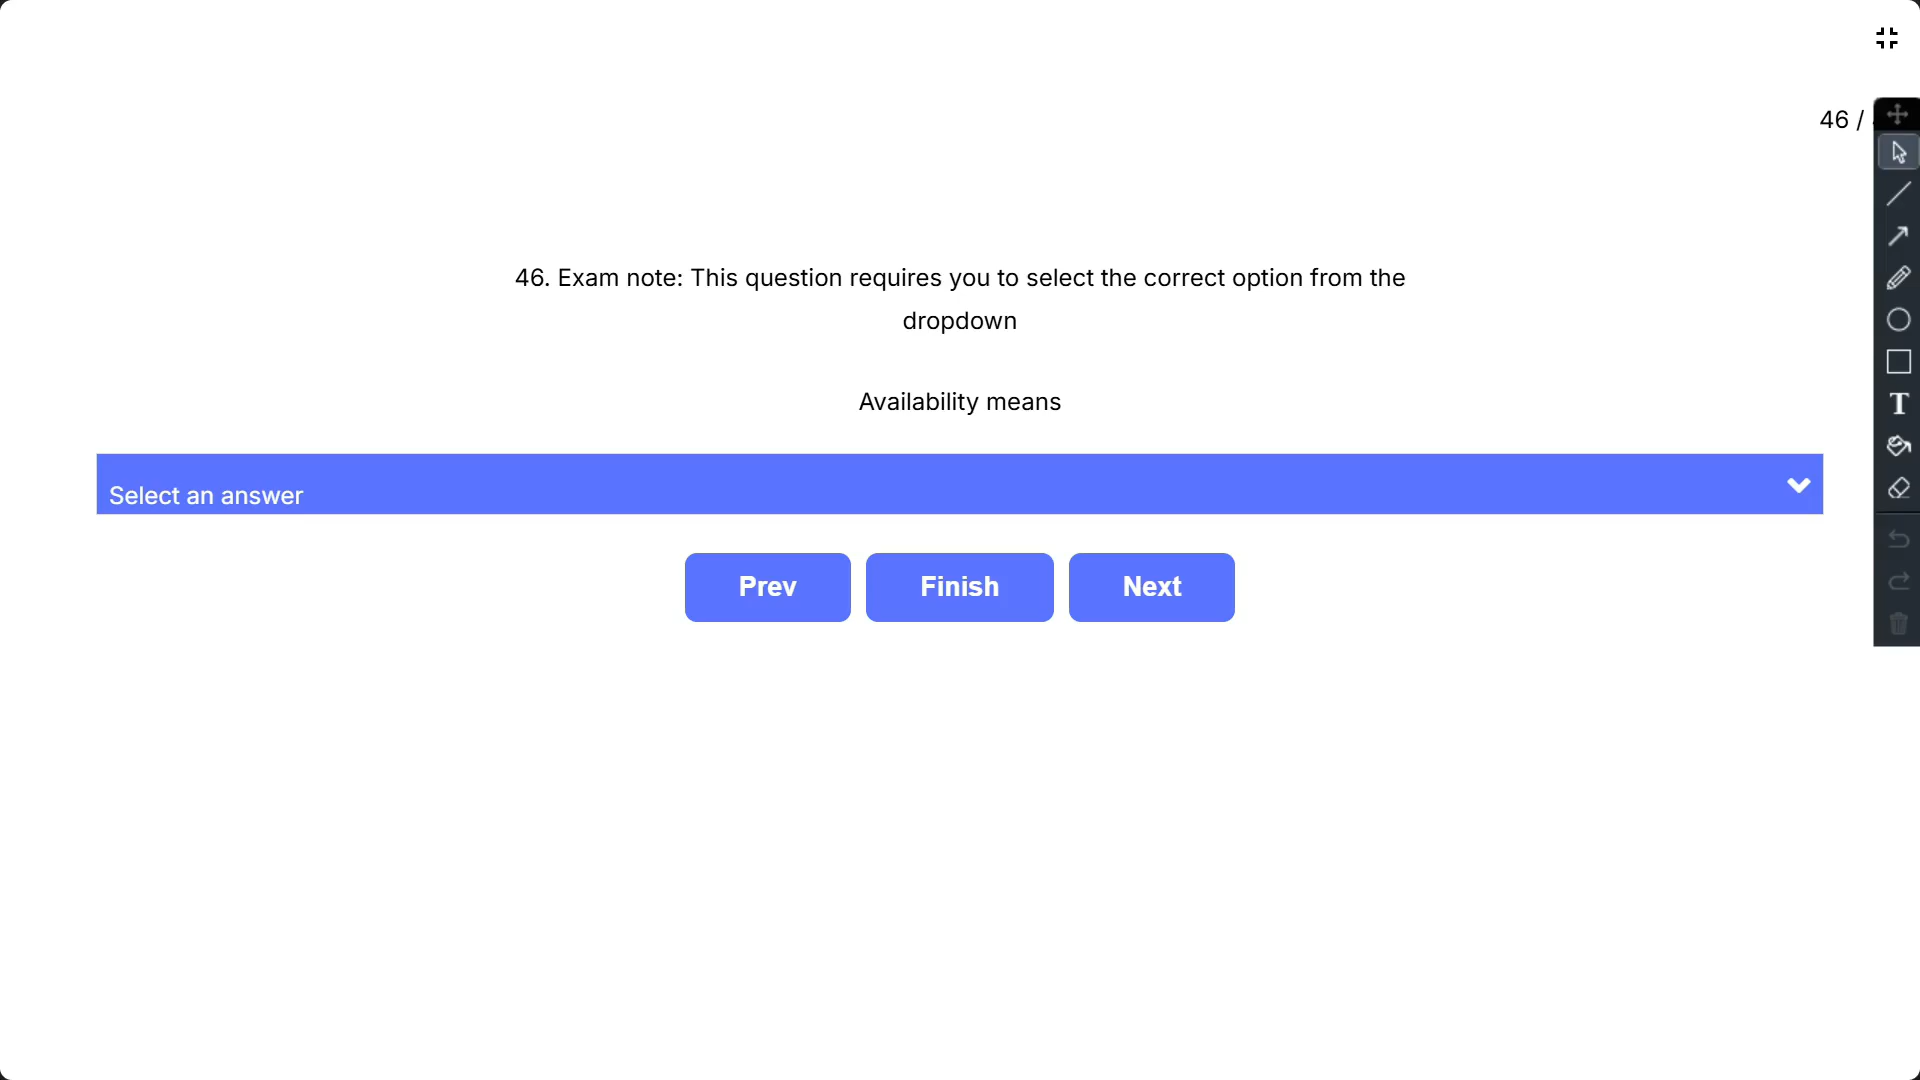 46 /
46. Exam note: This question requires you to select the correct option from the
dropdown
Availability means
Select an answer
Prev
Finish
Next
T